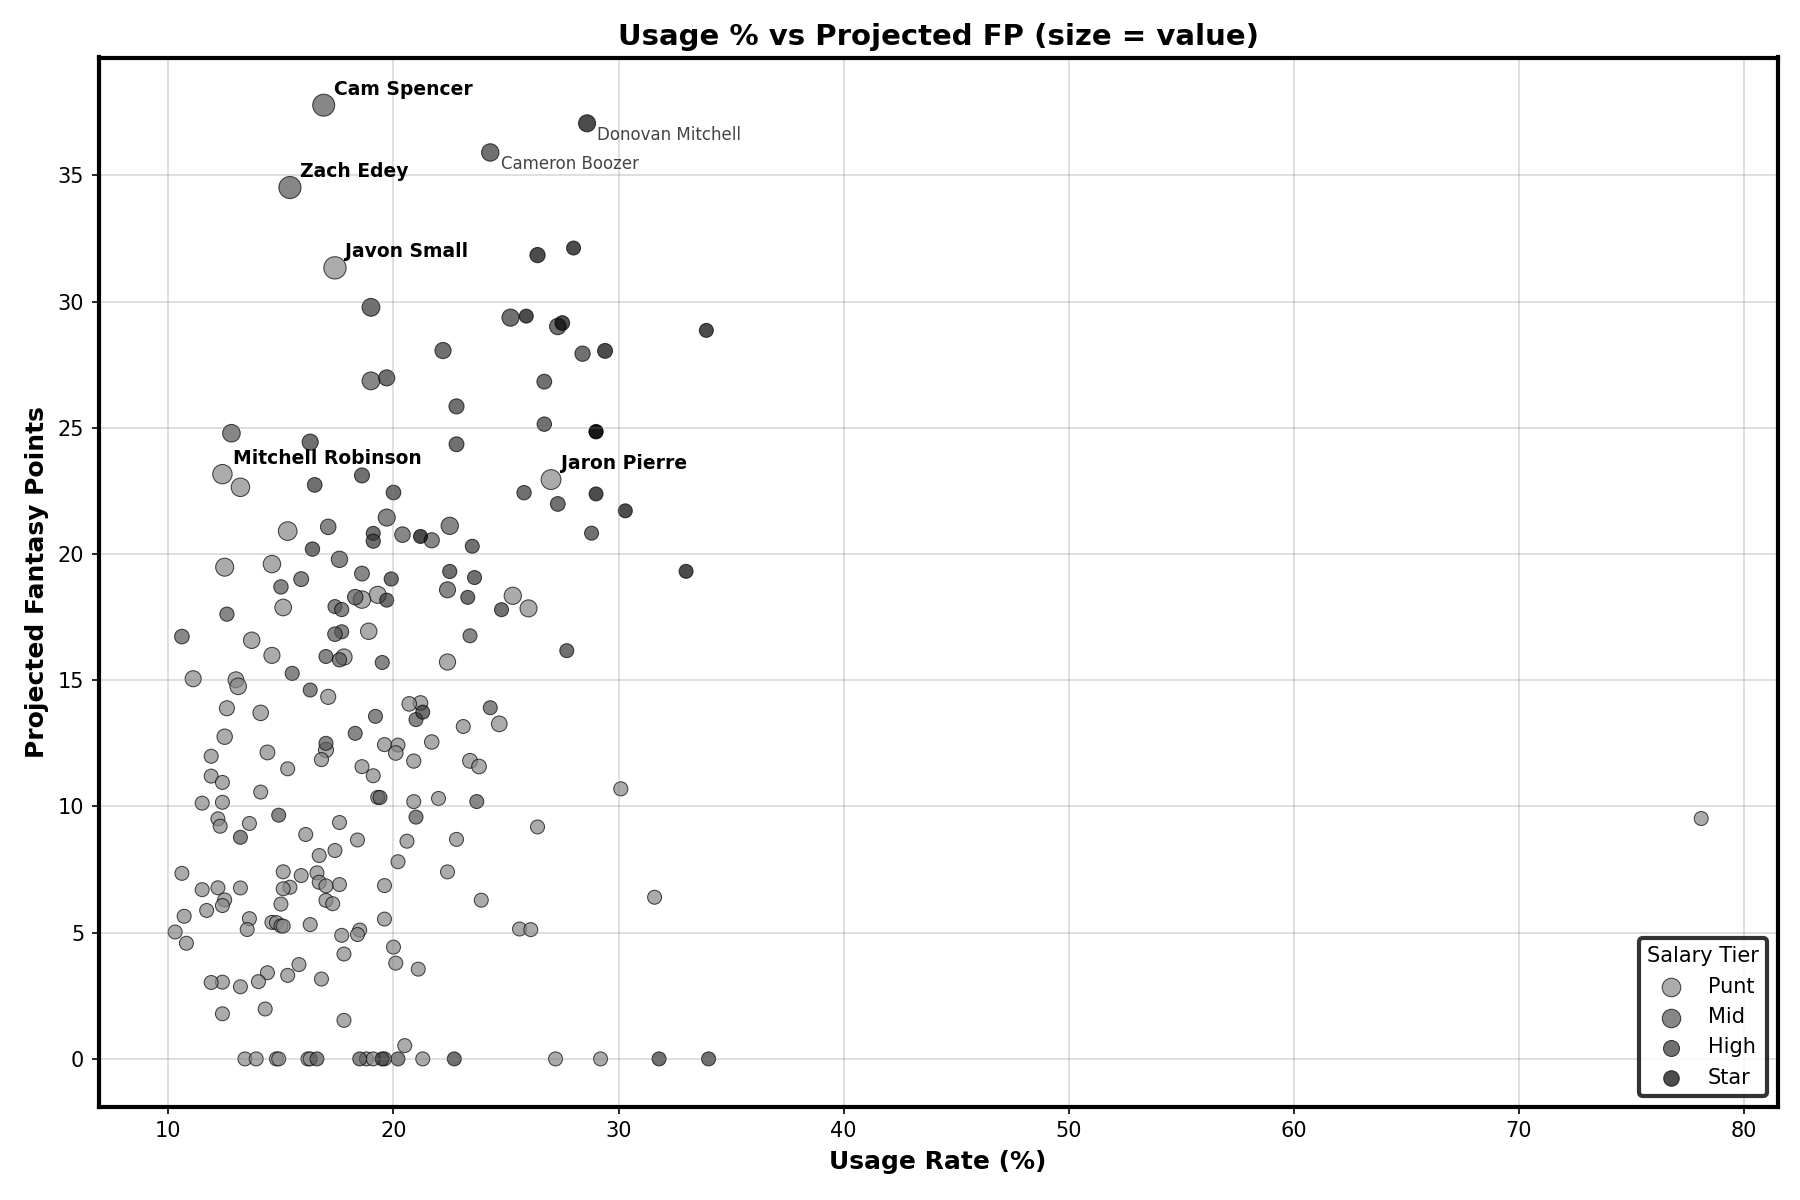 Usage % vs Projected FP (size = value)
Cam Spencer
Donovan Mitchell
Cameron Boozer
Zach Edey
Javon Small
Mitchell Robinson
Jaron Pierre
Projected Fantasy Points
35
30
25
20
15
10
5
0
Salary Tier
Punt
Mid
High
Star
10 20 30 40 50 60 70 80
Usage Rate (%)